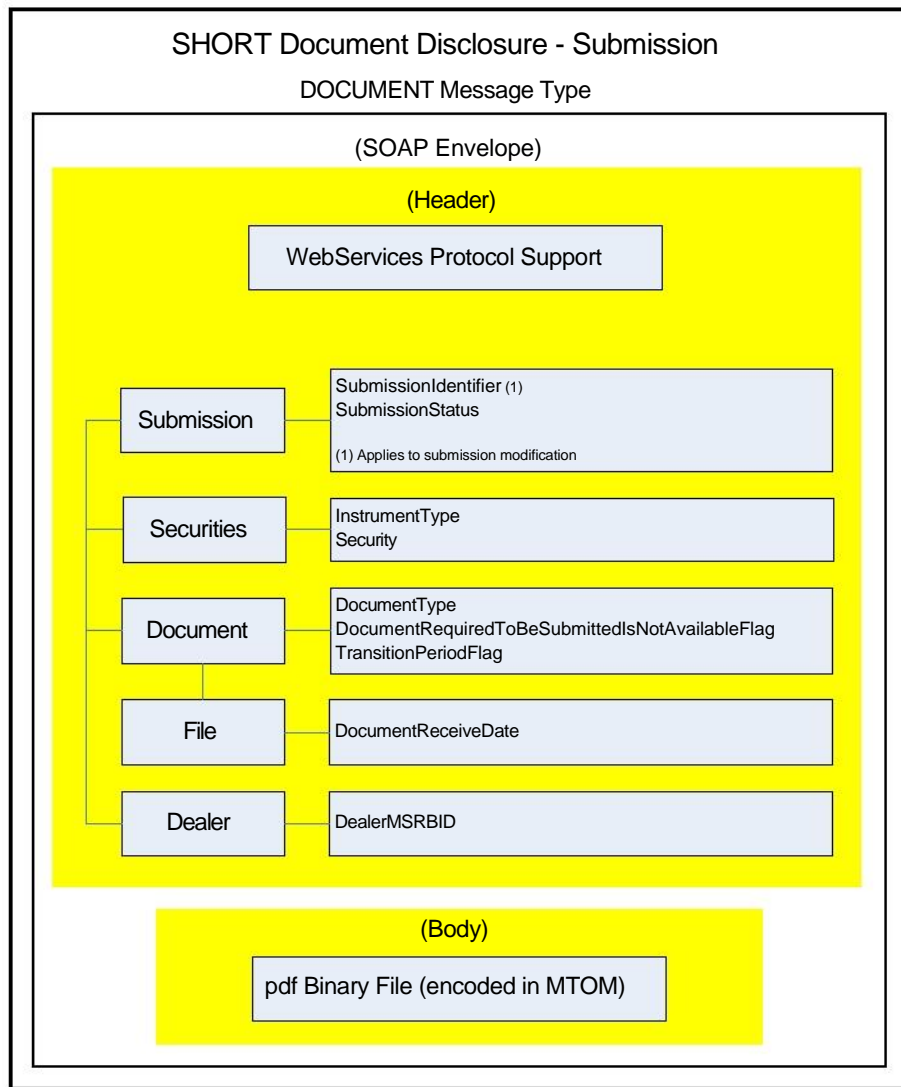 SHORT Document Disclosure - Submission
DOCUMENT Message Type
(SOAP Envelope)
(Header)
WebServices Protocol Support
Submission
SubmissionIdentifier (1)
SubmissionStatus
(1) Applies to submission modification
Securities
InstrumentType
Security
Document
DocumentType
DocumentRequiredToBeSubmittedIsNotAvailableFlag
TransitionPeriodFlag
File
DocumentReceiveDate
Dealer
DealerMSRBID
(Body)
pdf Binary File (encoded in MTOM)